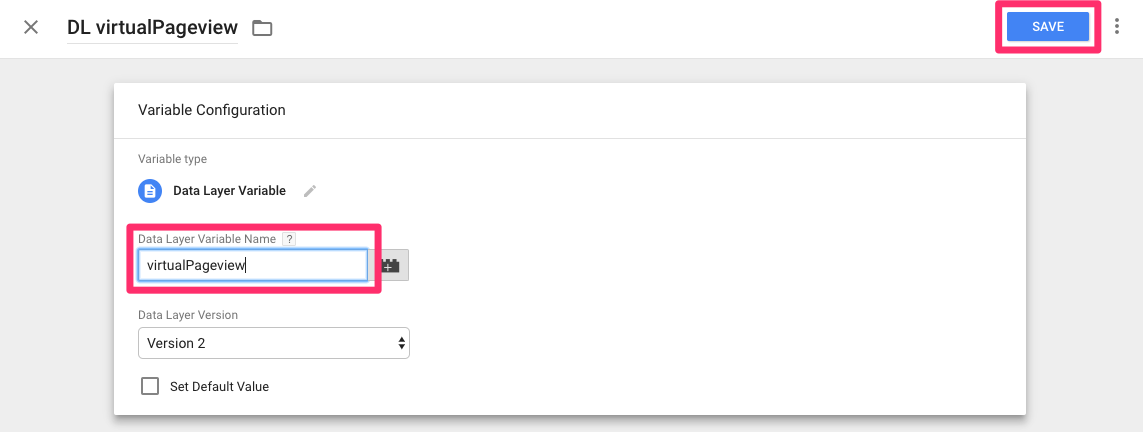 DL virtualPageview
SAVE
Variable Configuration
Variable type
Data Layer Variable
Data Layer Variable Name ?
virtualPageview
Data Layer Version
Version 2
Set Default Value